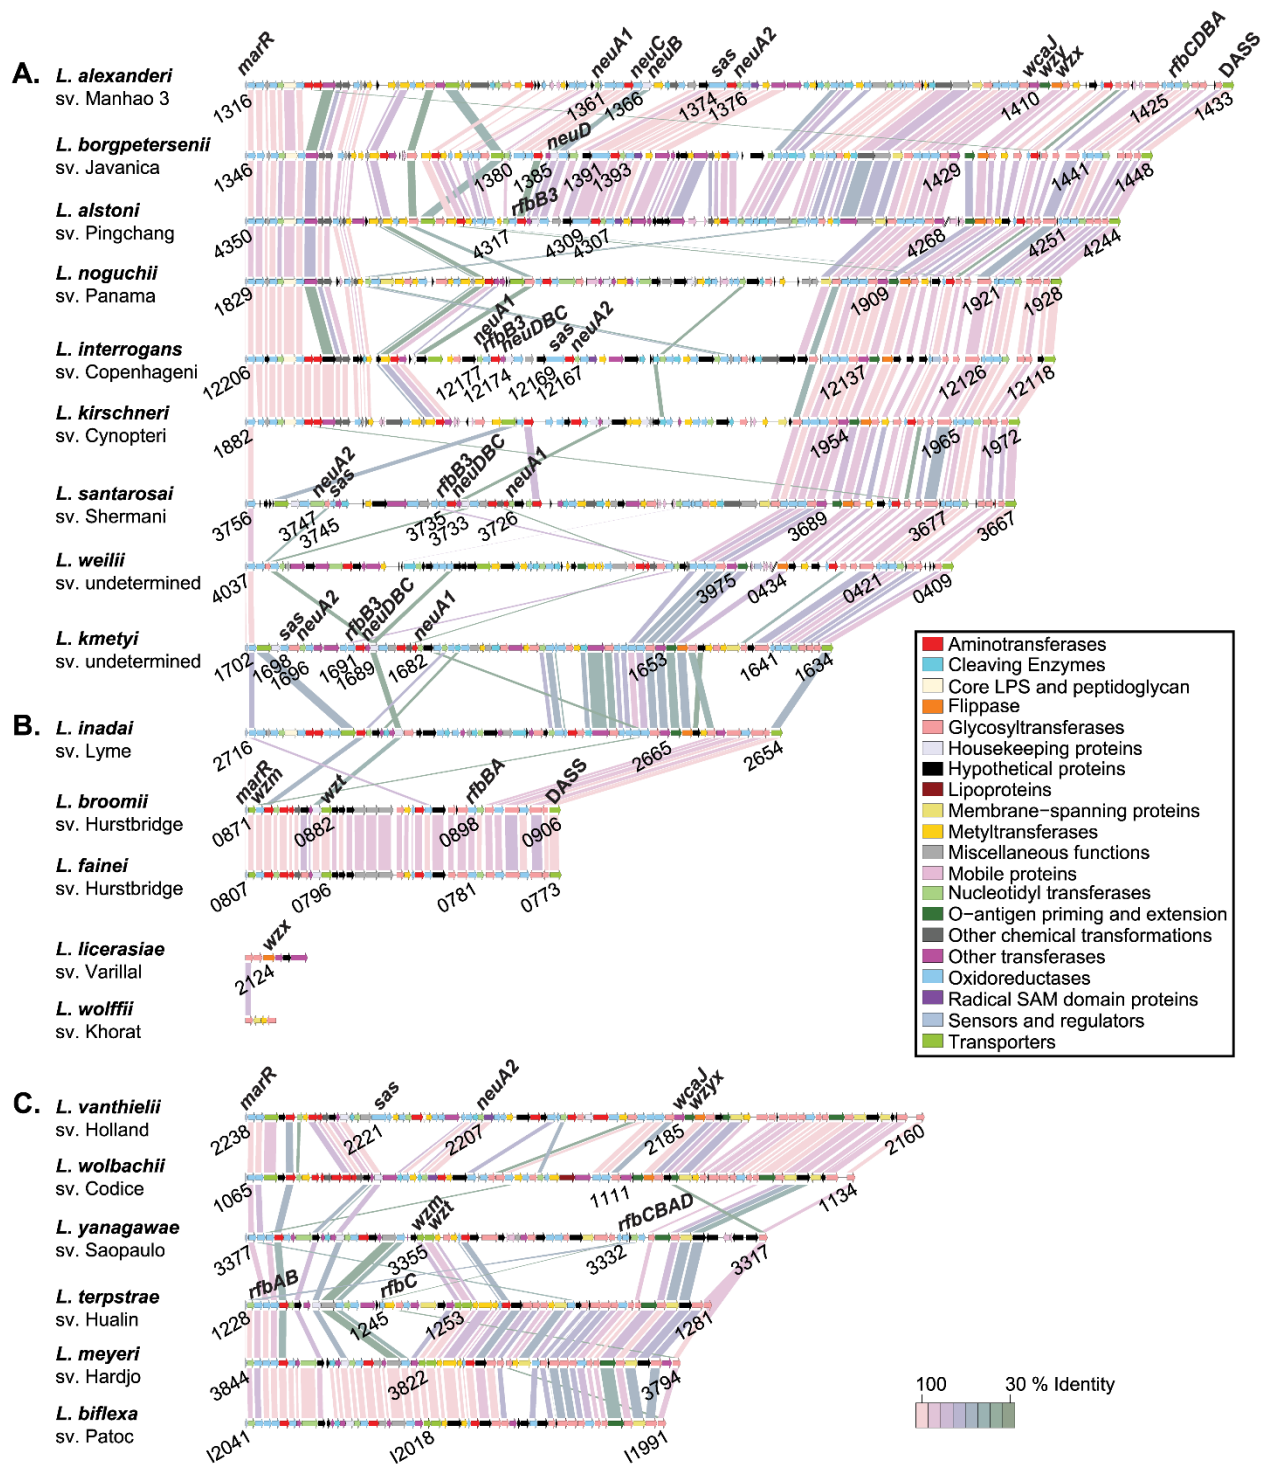 A.
marR neuA1 neuC neuB sas neuA2 wcaJ wzy wzx rfbCDBA DASS
L. alexanderi
sv. Manhao 3
1316 1361 1366 1374 1376 1410 1425 1433
neuD
L. borgpetersenii
sv. Javanica
1346 1380 1385 1391 1393 1429 1441 1448
rfbB3
L. alstoni
sv. Pingchang
4350 4317 4309 4307 4268 4251 4244
L. noguchii
sv. Panama
1829 1909 1921 1928
neuA1 rfbB3 neuDBC sas neuA2
L. interrogans
sv. Copenhageni
12206 12177 12174 12169 12167 12137 12126 12118
L. kirschneri
sv. Cynopteri
1882 1954 1965 1972
neuA2 sas rfbB3 neuDBC neuA1
L. santarosai
sv. Shermani
3756 3747 3745 3735 3733 3726 3689 3677 3667
L. weilii
sv. undetermined
4037 3975 0434 0421 0409
sas neuA2 rfbB3 neuDBC neuA1
L. kmetyi
sv. undetermined
1702 1698 1696 1691 1689 1682 1653 1641 1634
B.
L. inadai
sv. Lyme
2716 2665 2654
marR wzm wzt rfbBA DASS
L. broomii
sv. Hurstbridge
0871 0882 0898 0906
L. fainei
sv. Hurstbridge
0807 0796 0781 0773
wzx
L. licerasiae
sv. Varillal
2124
L. wolffii
sv. Khorat
Aminotransferases
Cleaving Enzymes
Core LPS and peptidoglycan
Flippase
Glycosyltransferases
Housekeeping proteins
Hypothetical proteins
Lipoproteins
Membrane−spanning proteins
Metyltransferases
Miscellaneous functions
Mobile proteins
Nucleotidyl transferases
O−antigen priming and extension
Other chemical transformations
Other transferases
Oxidoreductases
Radical SAM domain proteins
Sensors and regulators
Transporters
C.
marR sas neuA2 wcaJ wzyx
L. vanthielii
sv. Holland
2238 2221 2207 2185 2160
L. wolbachii
sv. Codice
1065 1111 1134
wzm wzt rfbCBAD
L. yanagawae
sv. Saopaulo
3377 3355 3332 3317
rfbAB rfbC
L. terpstrae
sv. Hualin
1228 1245 1253 1281
L. meyeri
sv. Hardjo
3844 3822 3794
L. biflexa
sv. Patoc
I2041 I2018 I1991
100 30 % Identity